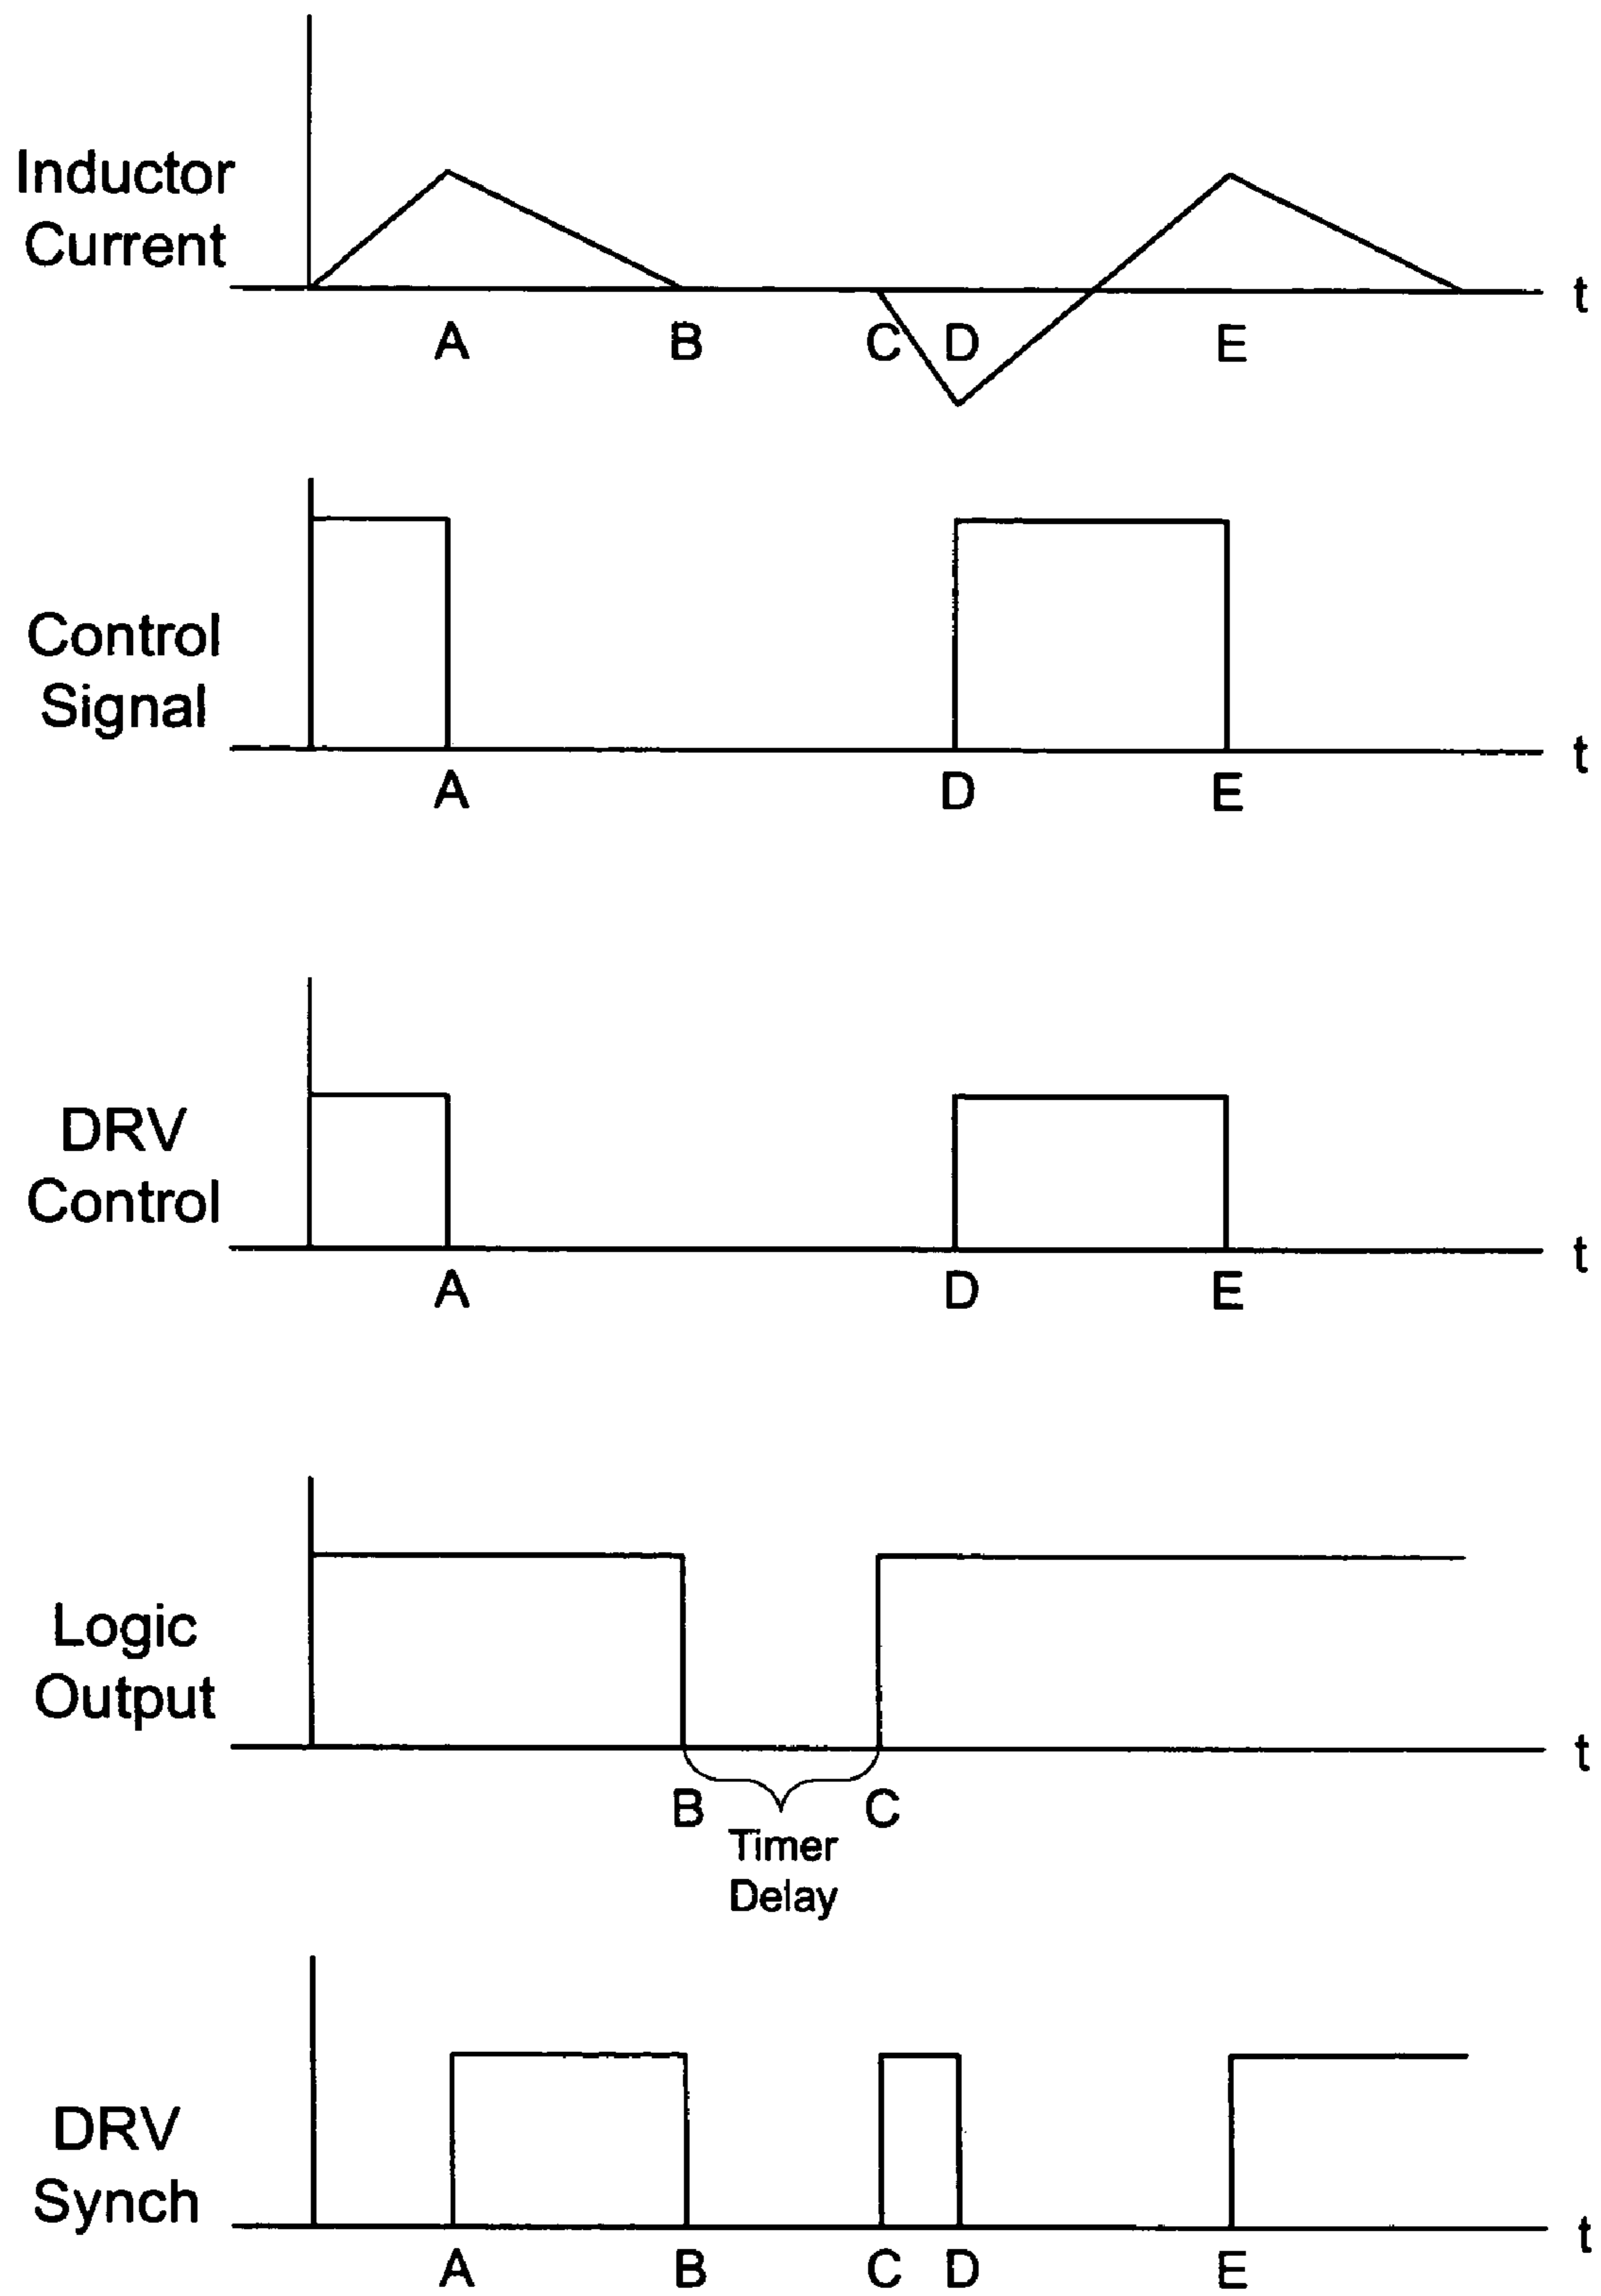 Inductor
Current
t
A B C D E
Control
Signal
t
A D E
DRV
Control
t
A D E
Logic
Output
t
B C
Timer
Delay
DRV
Synch
t
A B C D E